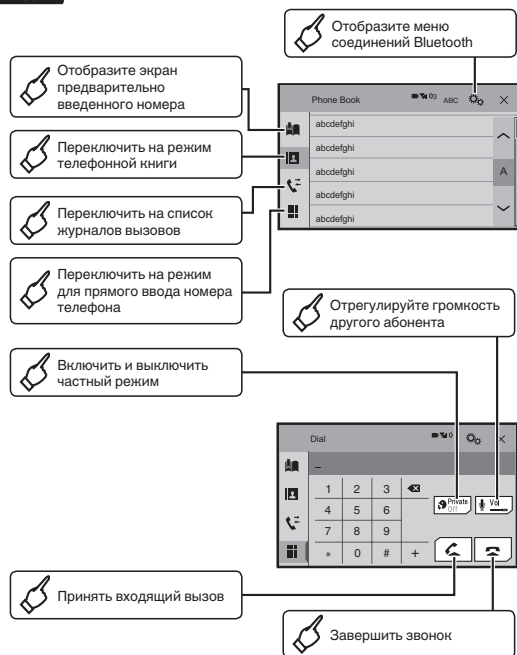 Отобразите меню
соединений Bluetooth
Отобразите экран
предварительно
введенного номера
Переключить на режим
телефонной книги
Переключить на список
журналов вызовов
Переключить на режим
для прямого ввода номера
телефона
Phone Book 03 ABC
abcdefghi
abcdefghi
abcdefghi
A
abcdefghi
abcdefghi
Отрегулируйте громкость
другого абонента
Включить и выключить
частный режим
Dial 0
_
1 2 3
4 5 6
7 8 9
* 0 # +
Private
Off
Vol
Принять входящий вызов
Завершить звонок